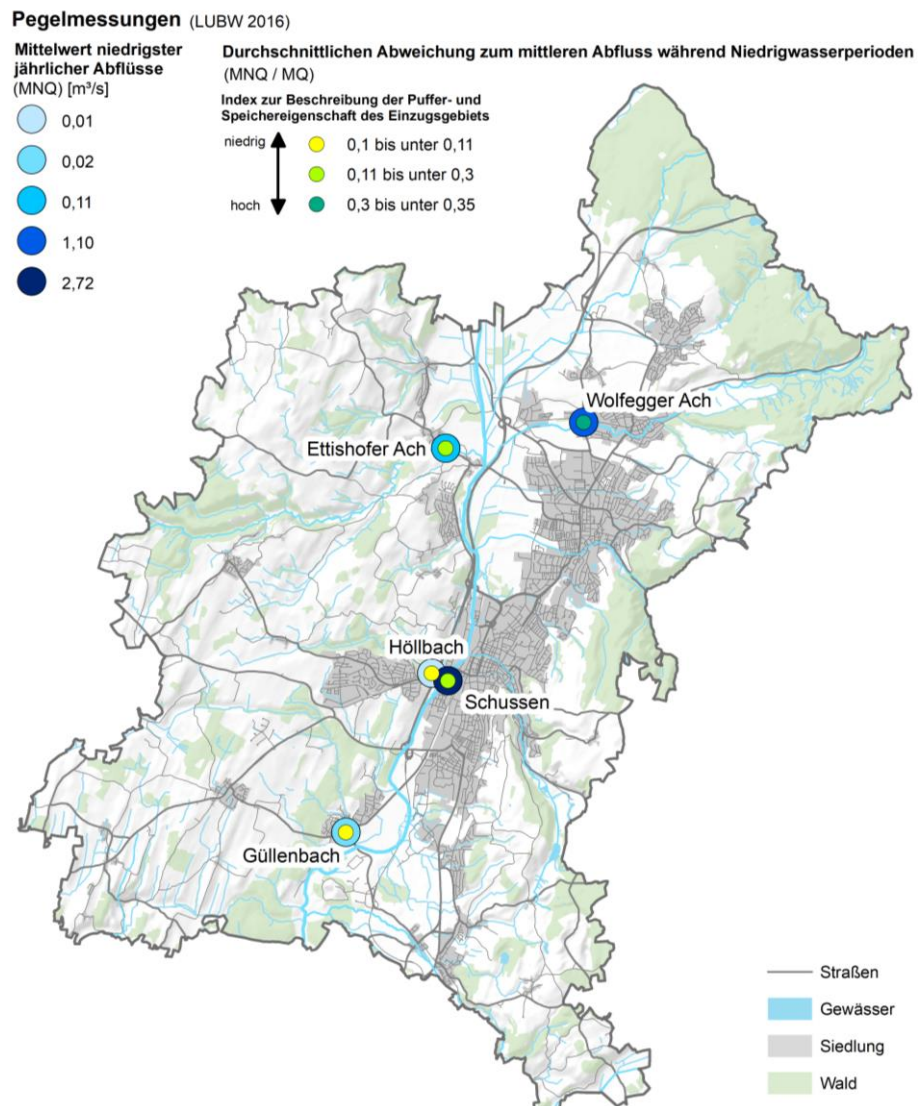 Pegelmessungen (LUBW 2016)
Mittelwert niedrigster
jährlicher Abflüsse
(MNQ) [m³/s]
0,01
0,02
0,11
1,10
2,72
Durchschnittlichen Abweichung zum mittleren Abfluss während Niedrigwasserperioden
(MNQ / MQ)
Index zur Beschreibung der Puffer- und
Speichereigenschaft des Einzugsgebiets
niedrig
hoch
0,1 bis unter 0,11
0,11 bis unter 0,3
0,3 bis unter 0,35
Wolfegger Ach
Ettishofer Ach
Höllbach
Schussen
Güllenbach
Straßen
Gewässer
Siedlung
Wald